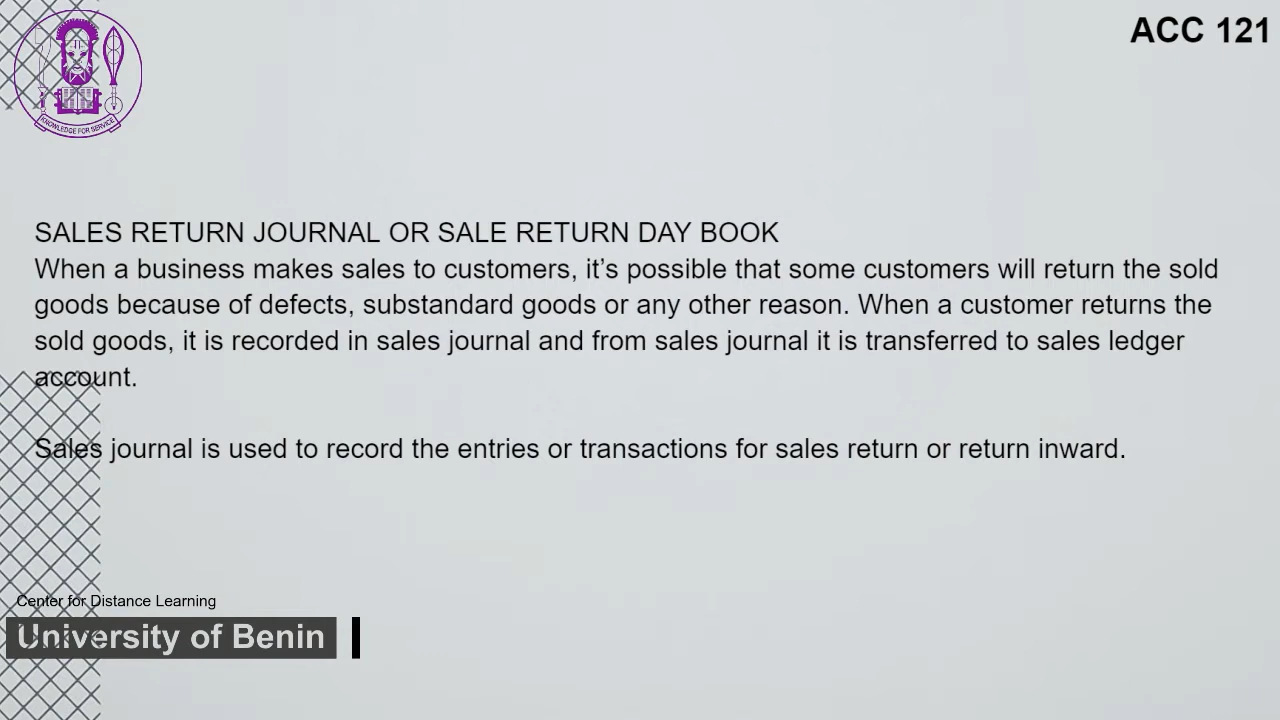 ACC 121
KNOWLEDGE FOR SERVICE
SALES RETURN JOURNAL OR SALE RETURN DAY BOOK
When a business makes sales to customers, it’s possible that some customers will return the sold
goods because of defects, substandard goods or any other reason. When a customer returns the
sold goods, it is recorded in sales journal and from sales journal it is transferred to sales ledger
account.
Sales journal is used to record the entries or transactions for sales return or return inward.
Center for Distance Learning
University of Benin